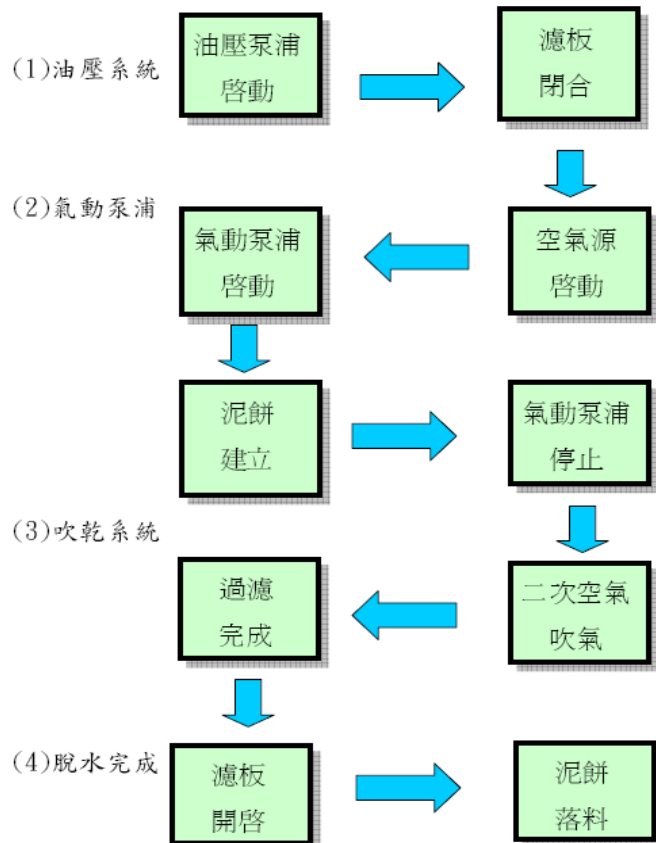 (1)油壓系統
油壓泵浦
啓動
濾板
閉合
(2)氣動泵浦
氣動泵浦
啓動
空氣源
啓動
泥餅
建立
氣動泵浦
停止
(3)吹乾系統
過濾
完成
二次空氣
吹氣
(4)脫水完成
濾板
開啓
泥餅
落料